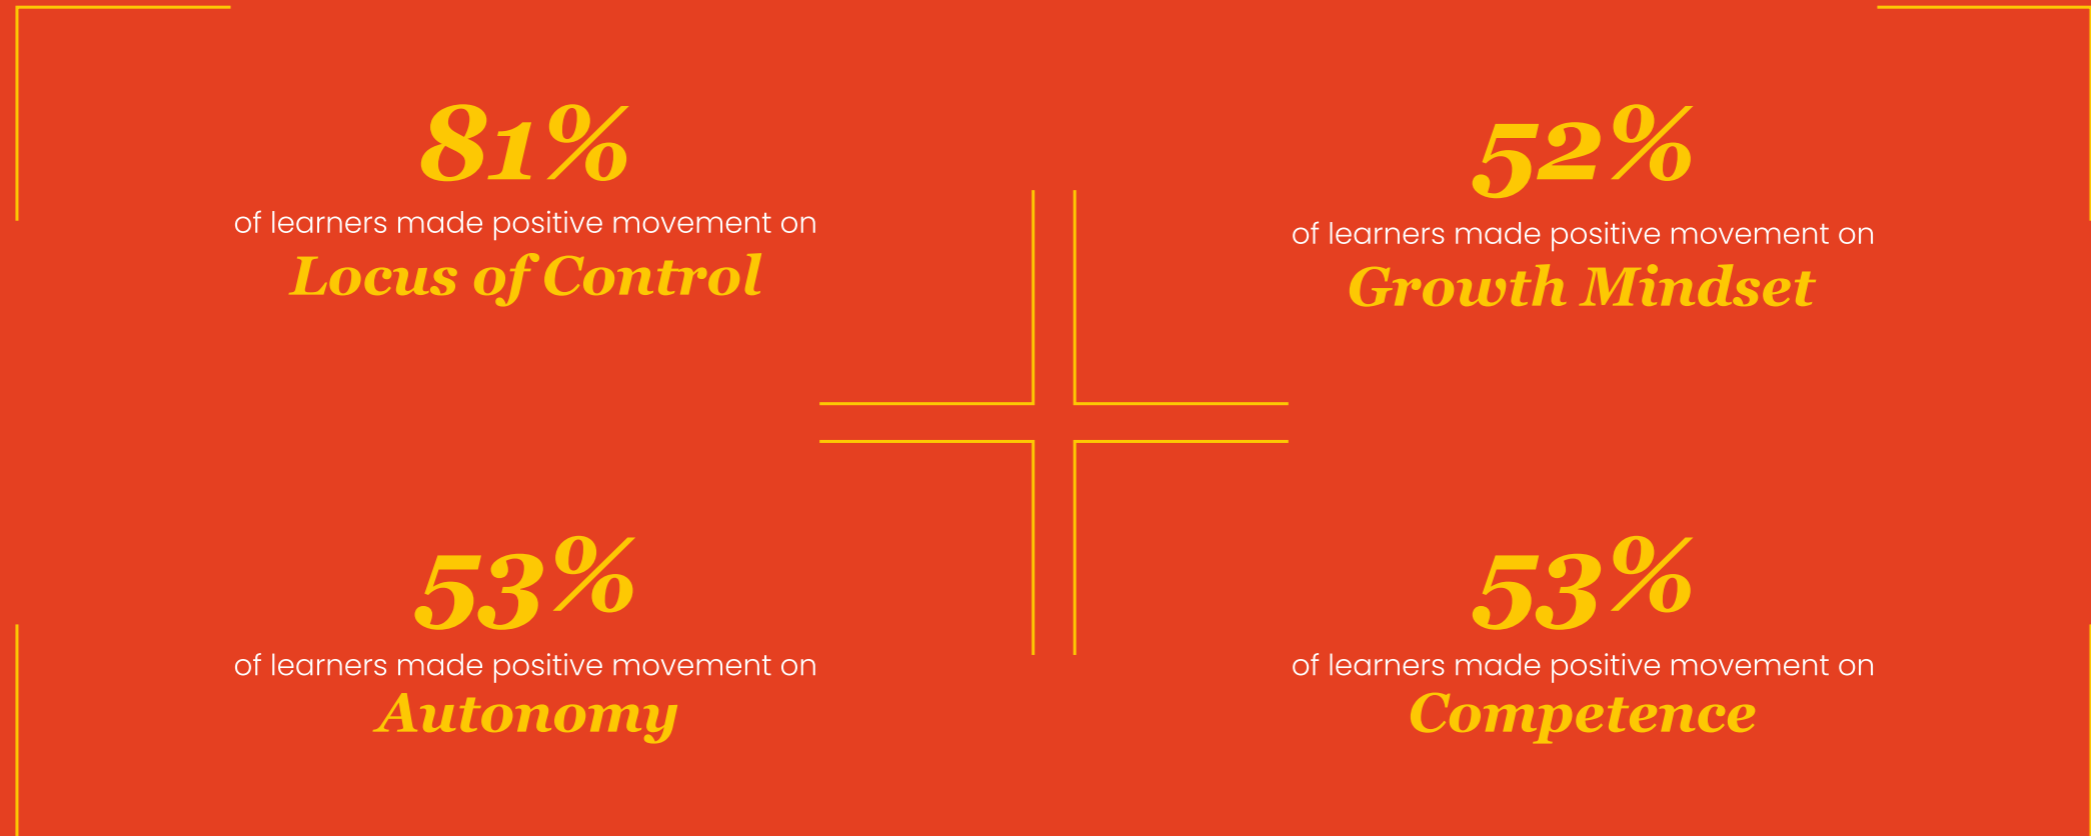 81%
of learners made positive movement on
Locus of Control
52%
of learners made positive movement on
Growth Mindset
53%
of learners made positive movement on
Autonomy
53%
of learners made positive movement on
Competence